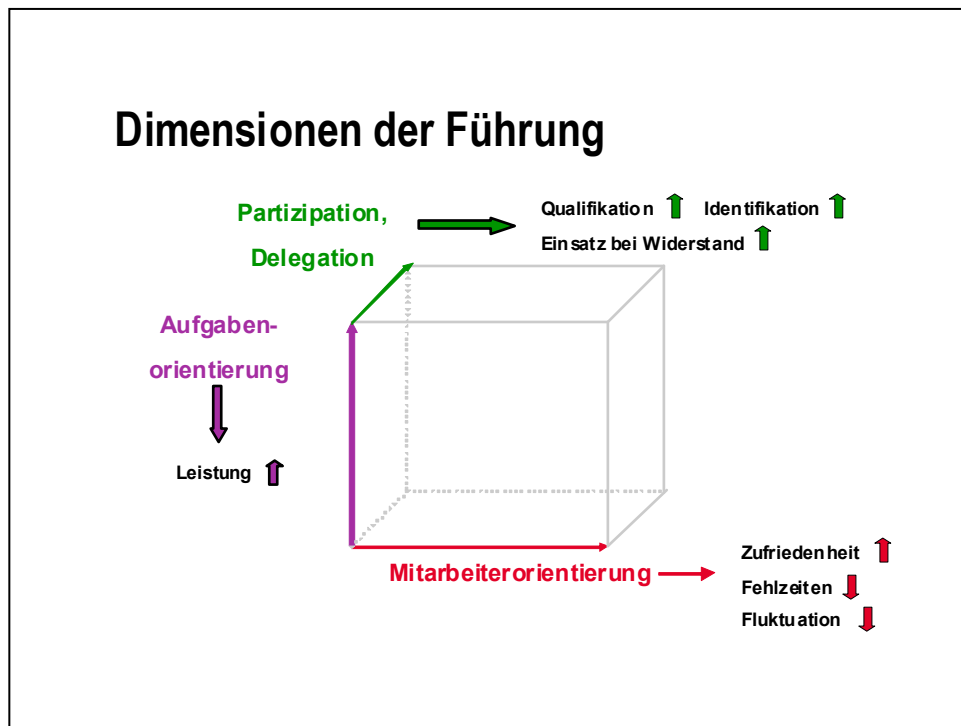 Dimensionen der Führung
Partizipation,
Delegation
Qualifikation Identifikation
Einsatz bei Widerstand
Aufgaben-
orientierung
Leistung
Mitarbeiterorientierung
Zufriedenheit
Fehlzeiten
Fluktuation